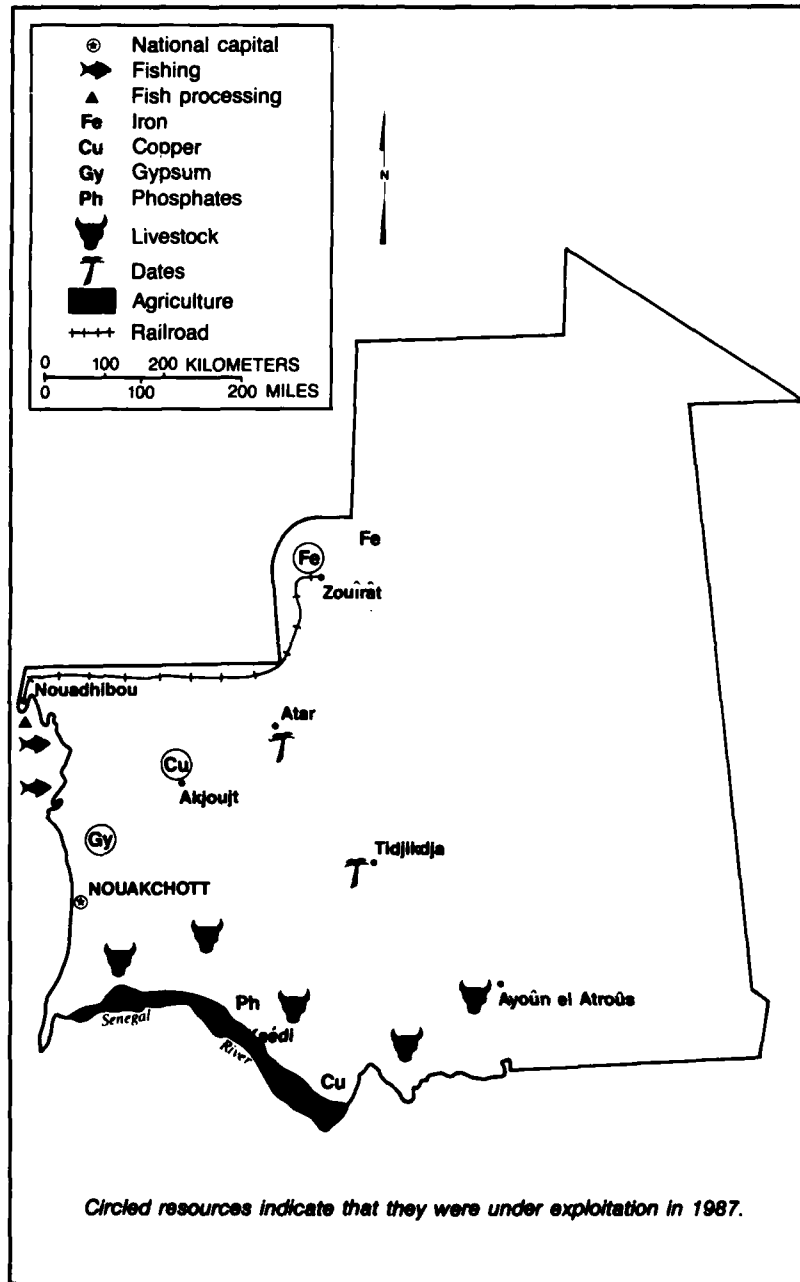 National capital
Fishing
Fish processing
Fe Iron
Cu Copper
Gy Gypsum
Ph Phosphates
Livestock
Dates
Agriculture
Railroad
0 100 200 KILOMETERS
0 100 200 MILES
N
Fe
Fe
Zouîrât
Nouadhibou
Atar
Cu
Akjoujt
Gy
Tidjikdja
NOUAKCHOTT
Ayoûn el Atroûs
Ph
Senegal
River
Cu
Circled resources indicate that they were under exploitation in 1987.